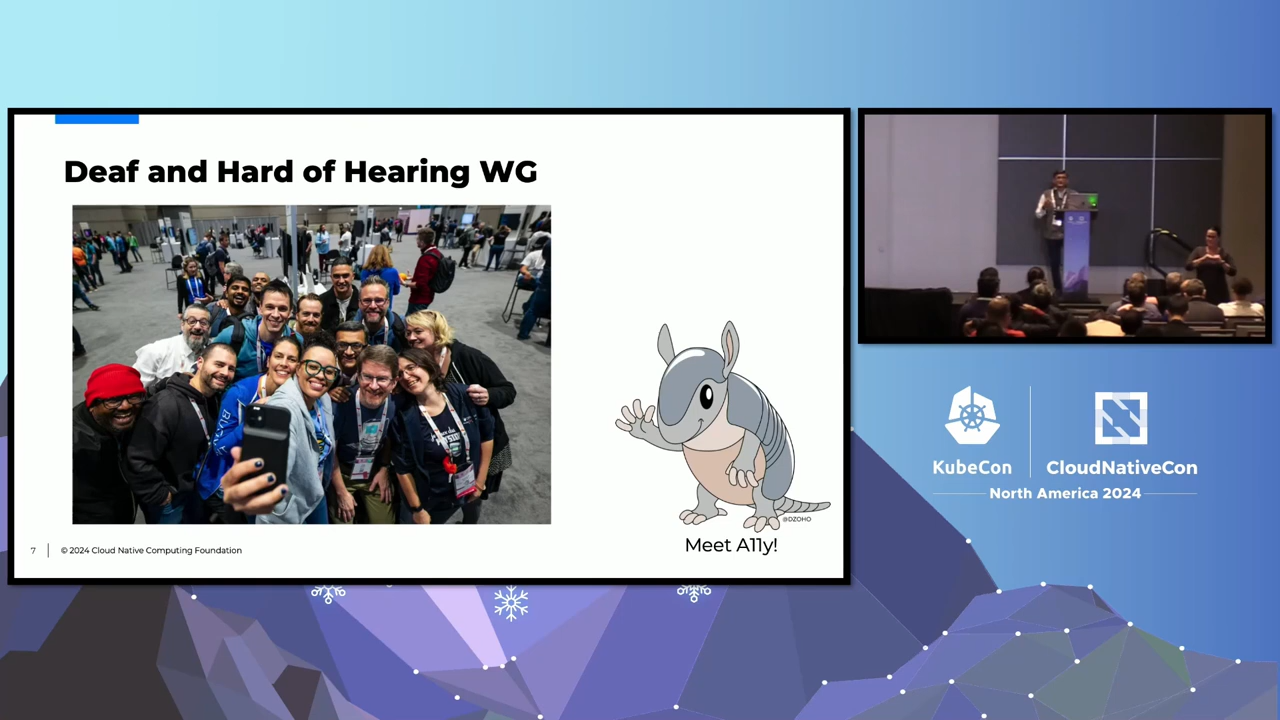 Deaf and Hard of Hearing WG
@DZOHO
Meet A11y!
7
© 2024 Cloud Native Computing Foundation
KubeCon
CloudNativeCon
North America 2024